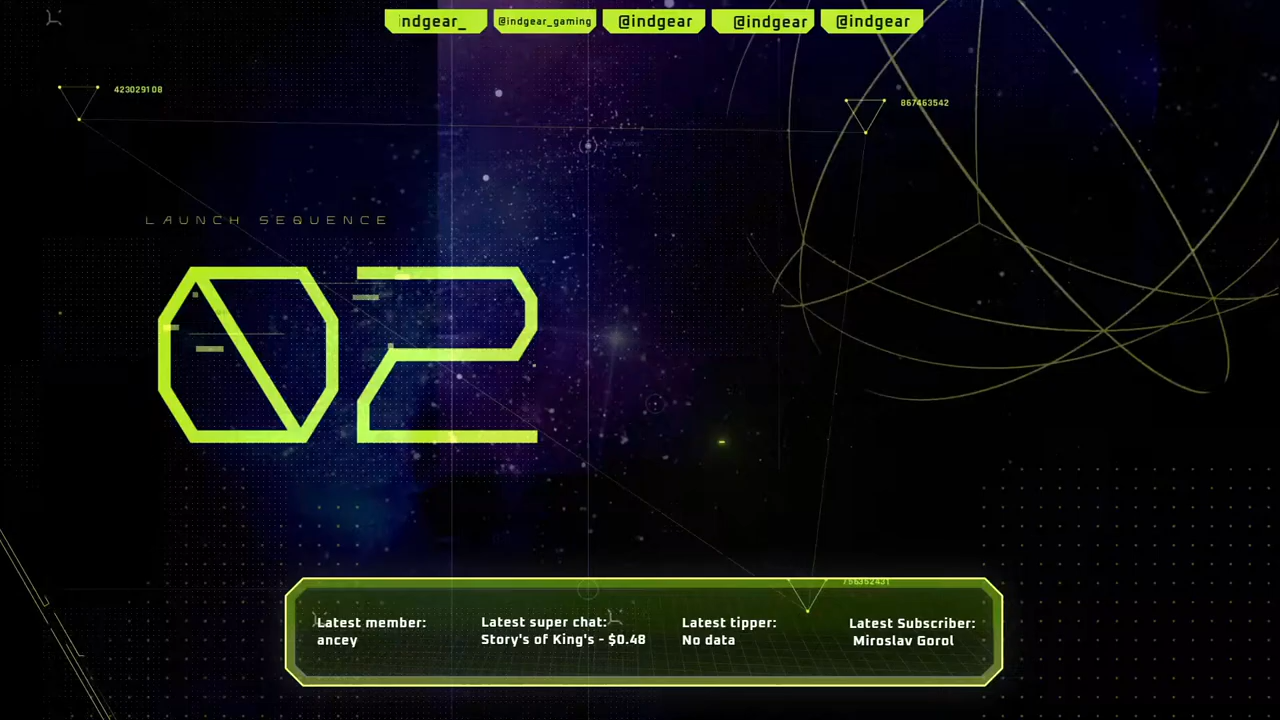 ndgear_
@indgear_gaming
@indgear
@indgear
@indgear
423029108
867463542
LAUNCH SEQUENCE
02
756352431
Latest member:
ancey
Latest super chat:
Story's of King's - $0.48
Latest tipper:
No data
Latest Subscriber:
Miroslav Gorol